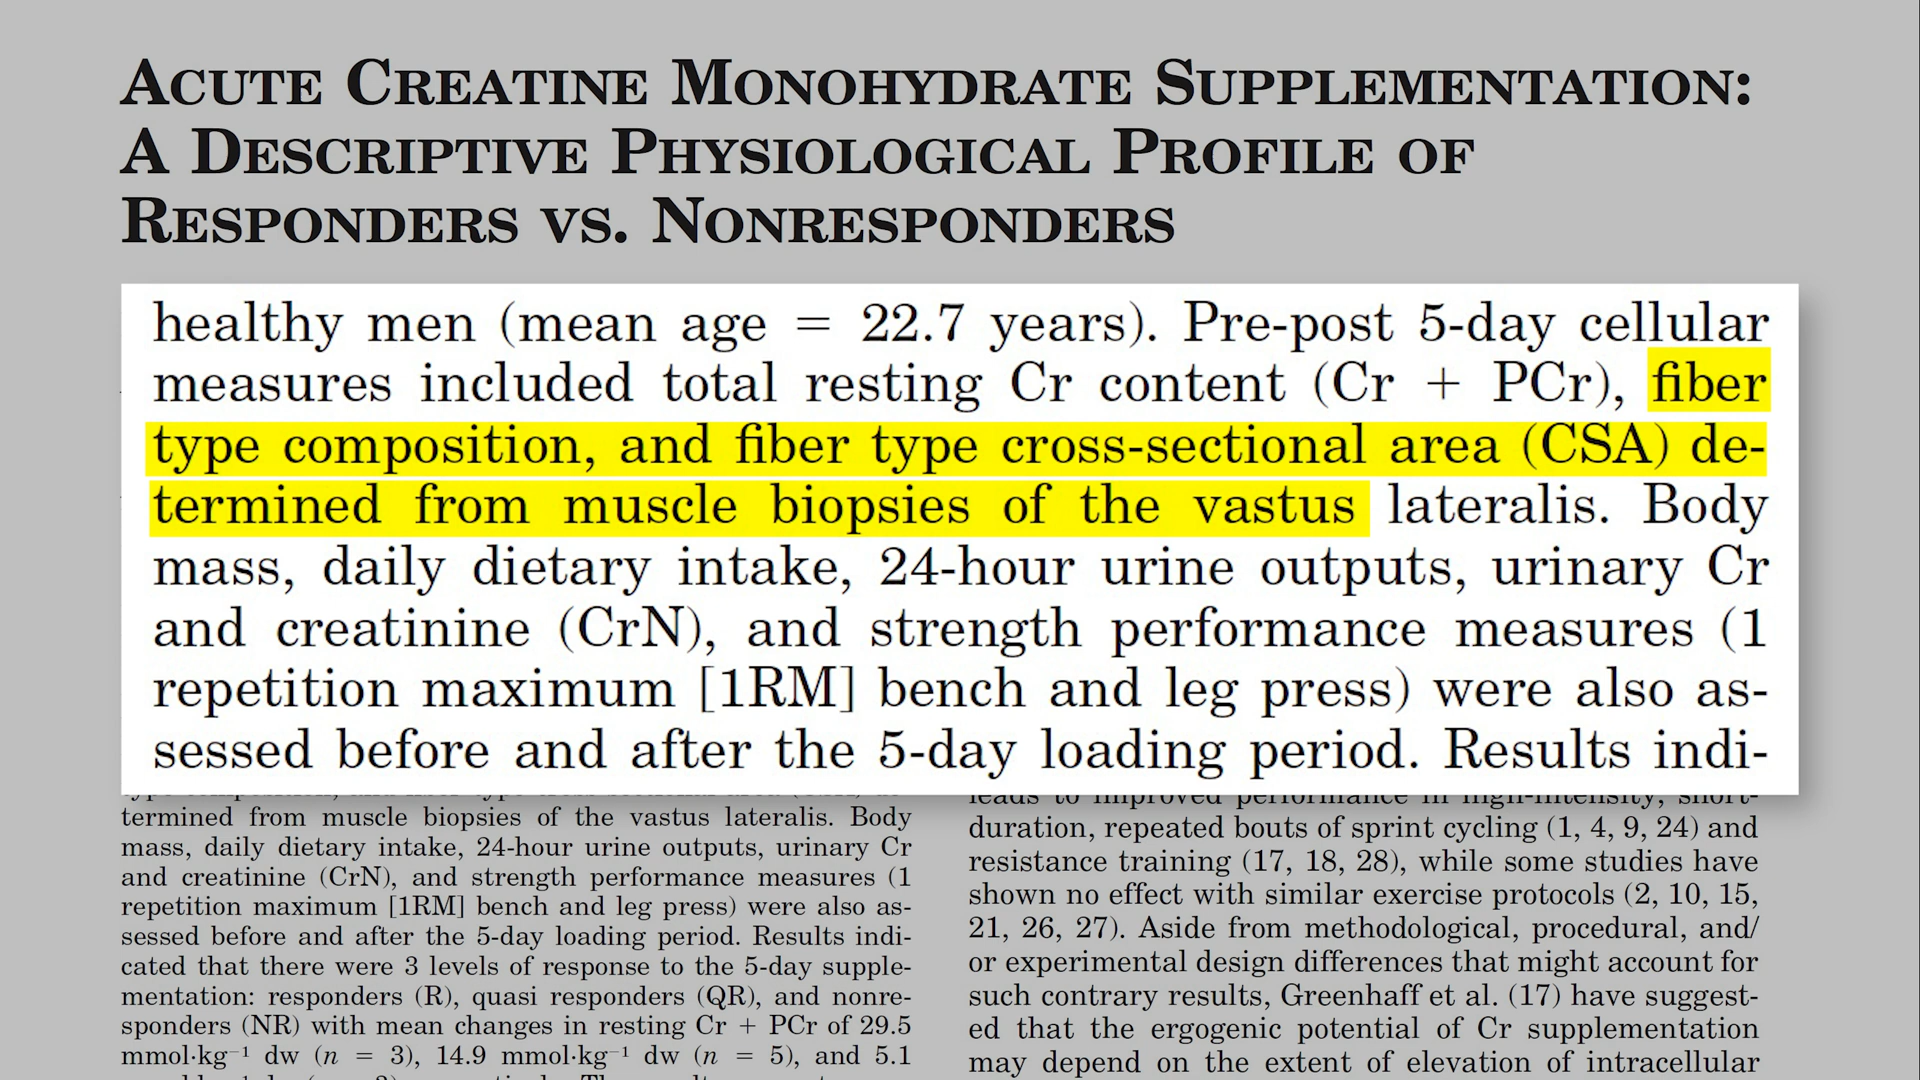 ACUTE CREATINE MONOHYDRATE SUPPLEMENTATION:
A DESCRIPTIVE PHYSIOLOGICAL PROFILE OF
RESPONDERS VS. NONRESPONDERS
healthy men (mean age = 22.7 years). Pre-post 5-day cellular
measures included total resting Cr content (Cr + PCr), fiber
type composition, and fiber type cross-sectional area (CSA) de-
termined from muscle biopsies of the vastus lateralis. Body
mass, daily dietary intake, 24-hour urine outputs, urinary Cr
and creatinine (CrN), and strength performance measures (1
repetition maximum [1RM] bench and leg press) were also as-
sessed before and after the 5-day loading period. Results indi-
termined from muscle biopsies of the vastus lateralis. Body
mass, daily dietary intake, 24-hour urine outputs, urinary Cr
and creatinine (CrN), and strength performance measures (1
repetition maximum [1RM] bench and leg press) were also as-
sessed before and after the 5-day loading period. Results indi-
cated that there were 3 levels of response to the 5-day supple-
mentation: responders (R), quasi responders (QR), and nonre-
sponders (NR) with mean changes in resting Cr + PCr of 29.5
mmol·kg⁻¹ dw (n = 3), 14.9 mmol·kg⁻¹ dw (n = 5), and 5.1
leads to improved performance in high-intensity, short-
duration, repeated bouts of sprint cycling (1, 4, 9, 24) and
resistance training (17, 18, 28), while some studies have
shown no effect with similar exercise protocols (2, 10, 15,
21, 26, 27). Aside from methodological, procedural, and/
or experimental design differences that might account for
such contrary results, Greenhaff et al. (17) have suggest-
ed that the ergogenic potential of Cr supplementation
may depend on the extent of elevation of intracellular